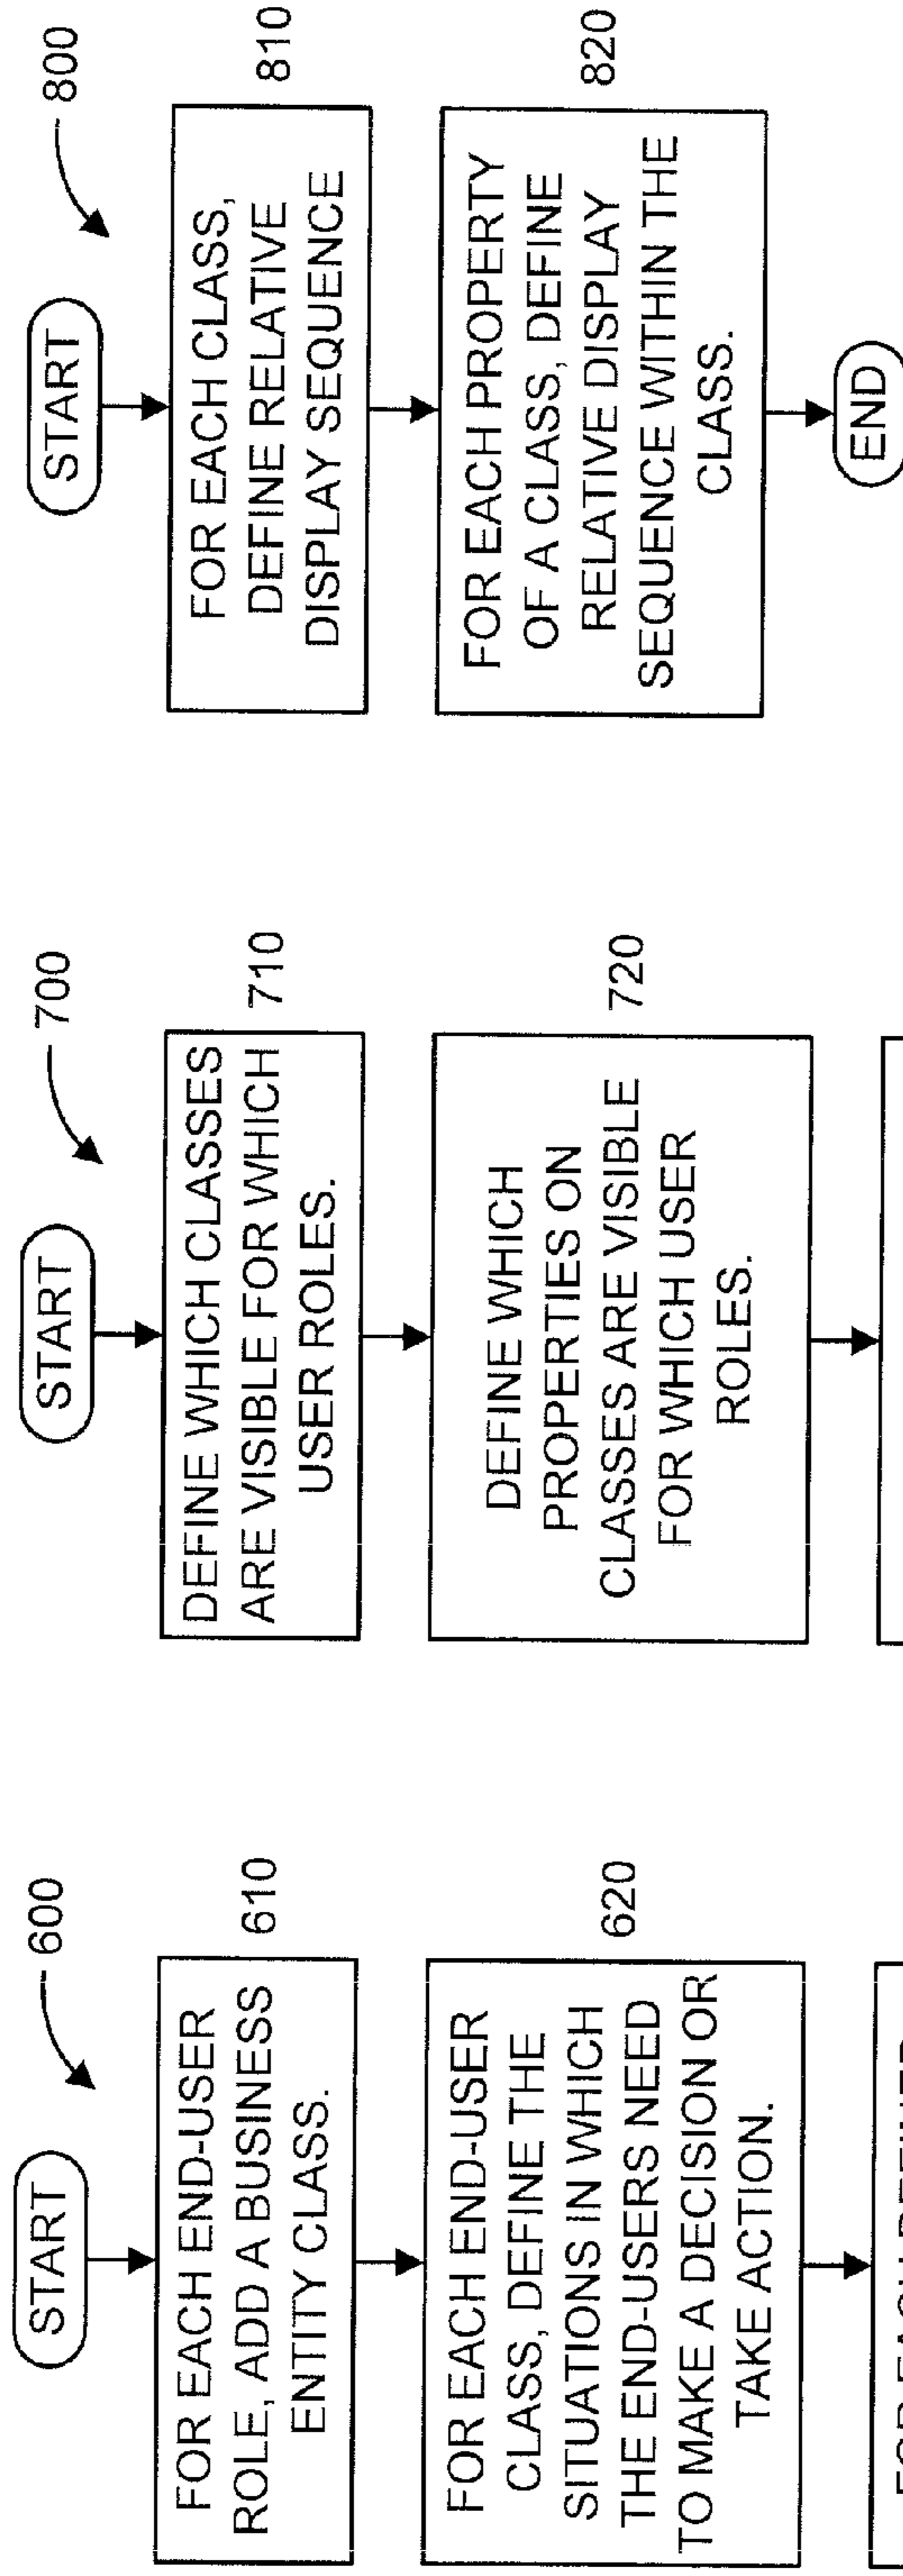 600
START
FOR EACH END-USER
ROLE, ADD A BUSINESS
ENTITY CLASS.
610
FOR EACH END-USER
CLASS, DEFINE THE
SITUATIONS IN WHICH
THE END-USERS NEED
TO MAKE A DECISION OR
TAKE ACTION.
620
FOR EACH DEFINED
700
START
DEFINE WHICH CLASSES
ARE VISIBLE FOR WHICH
USER ROLES.
710
DEFINE WHICH
PROPERTIES ON
CLASSES ARE VISIBLE
FOR WHICH USER
ROLES.
720
800
START
FOR EACH CLASS,
DEFINE RELATIVE
DISPLAY SEQUENCE
810
FOR EACH PROPERTY
OF A CLASS, DEFINE
RELATIVE DISPLAY
SEQUENCE WITHIN THE
CLASS.
820
END